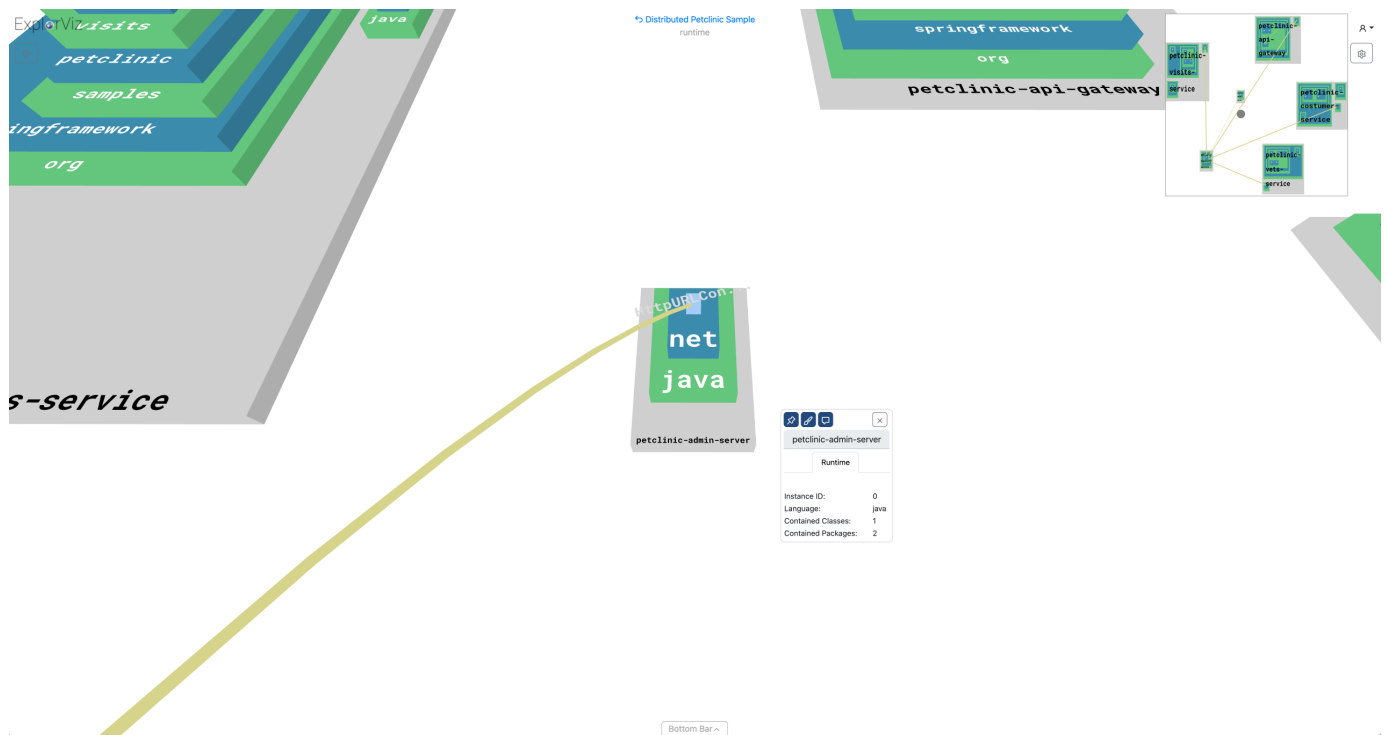 ExplorViz
visits
petclinic
samples
ingframework
org
s-service
java
Distributed Petclinic Sample
runtime
springframework
org
petclinic-api-gateway
petclinic-
api-
gateway
petclinic-
visits-
service
petclinic-
costumer-
service
petclinic-
vets-
service
HttpURLCon...
net
java
petclinic-admin-server
petclinic-admin-server
Runtime
Instance ID: 0
Language: java
Contained Classes: 1
Contained Packages: 2
Bottom Bar